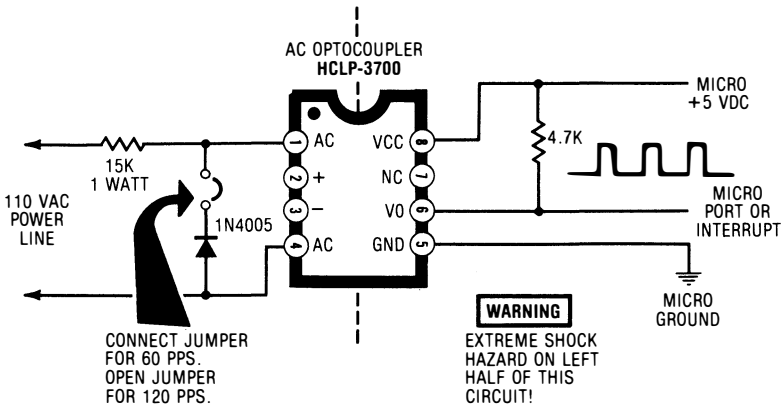 AC OPTOCOUPLER
HCLP-3700
1 AC
2 +
3 -
4 AC
VCC 8
NC 7
V0 6
GND 5
15K
1 WATT
110 VAC
POWER
LINE
1N4005
4.7K
MICRO
+5 VDC
MICRO
PORT OR
INTERRUPT
MICRO
GROUND
CONNECT JUMPER
FOR 60 PPS.
OPEN JUMPER
FOR 120 PPS.
WARNING
EXTREME SHOCK
HAZARD ON LEFT
HALF OF THIS
CIRCUIT!